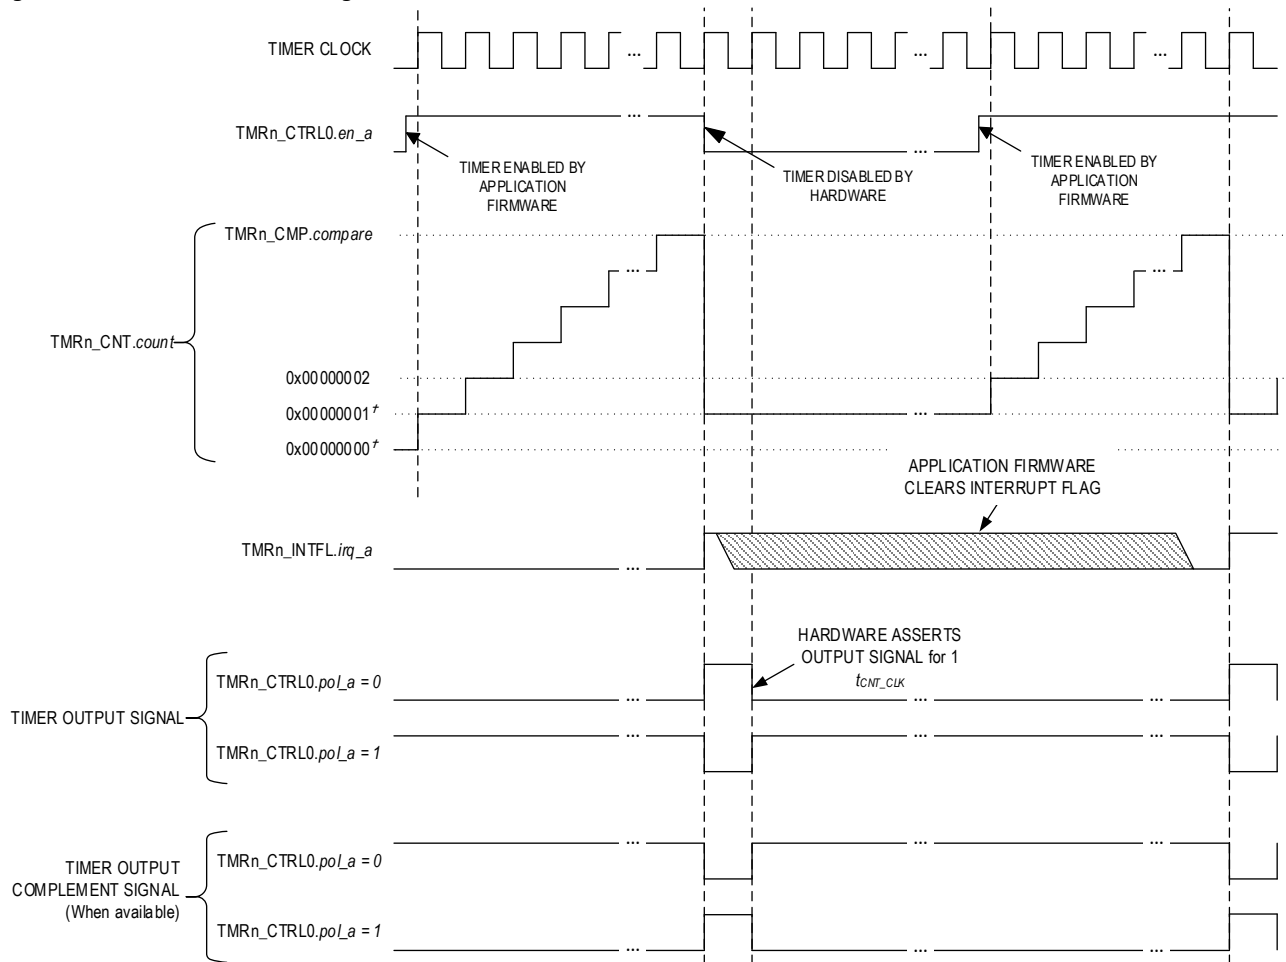 TIMER CLOCK
...
...
...
TMRn_CTRL0.en_a
...
...
TIMER ENABLED BY
APPLICATION
FIRMWARE
TIMER DISABLED BY
HARDWARE
TIMER ENABLED BY
APPLICATION
FIRMWARE
TMRn_CMP.compare
...
...
TMRn_CNT.count
0x00000002
0x00000001†
...
0x00000000†
APPLICATION FIRMWARE
CLEARS INTERRUPT FLAG
TMRn_INTFL.irq_a
...
HARDWARE ASSERTS
OUTPUT SIGNAL for 1
tCNT_CLK
TIMER OUTPUT SIGNAL
TMRn_CTRL0.pol_a = 0
...
...
...
TMRn_CTRL0.pol_a = 1
...
...
...
TIMER OUTPUT
COMPLEMENT SIGNAL
(When available)
TMRn_CTRL0.pol_a = 0
...
...
...
TMRn_CTRL0.pol_a = 1
...
...
...